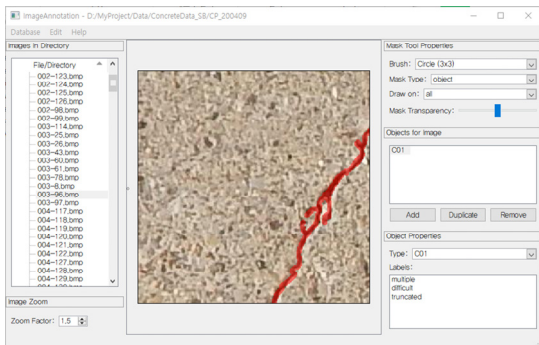 ImageAnnotation - D:/MyProject/Data/ConcreteData_SB/CP_200409
Database Edit Help
Images In Directory
File/Directory
002-123.bmp
002-124.bmp
002-125.bmp
002-126.bmp
002-98.bmp
002-99.bmp
003-114.bmp
003-25.bmp
003-26.bmp
003-43.bmp
003-60.bmp
003-61.bmp
003-78.bmp
003-8.bmp
003-96.bmp
003-97.bmp
004-117.bmp
004-118.bmp
004-119.bmp
004-120.bmp
004-121.bmp
004-122.bmp
004-127.bmp
004-128.bmp
004-129.bmp
Image Zoom
Zoom Factor: 1.5
Mask Tool Properties
Brush: Circle (3x3)
Mask Type: object
Draw on: all
Mask Transparency:
Objects for Image
C01
Add Duplicate Remove
Object Properties
Type: C01
Labels:
multiple
difficult
truncated